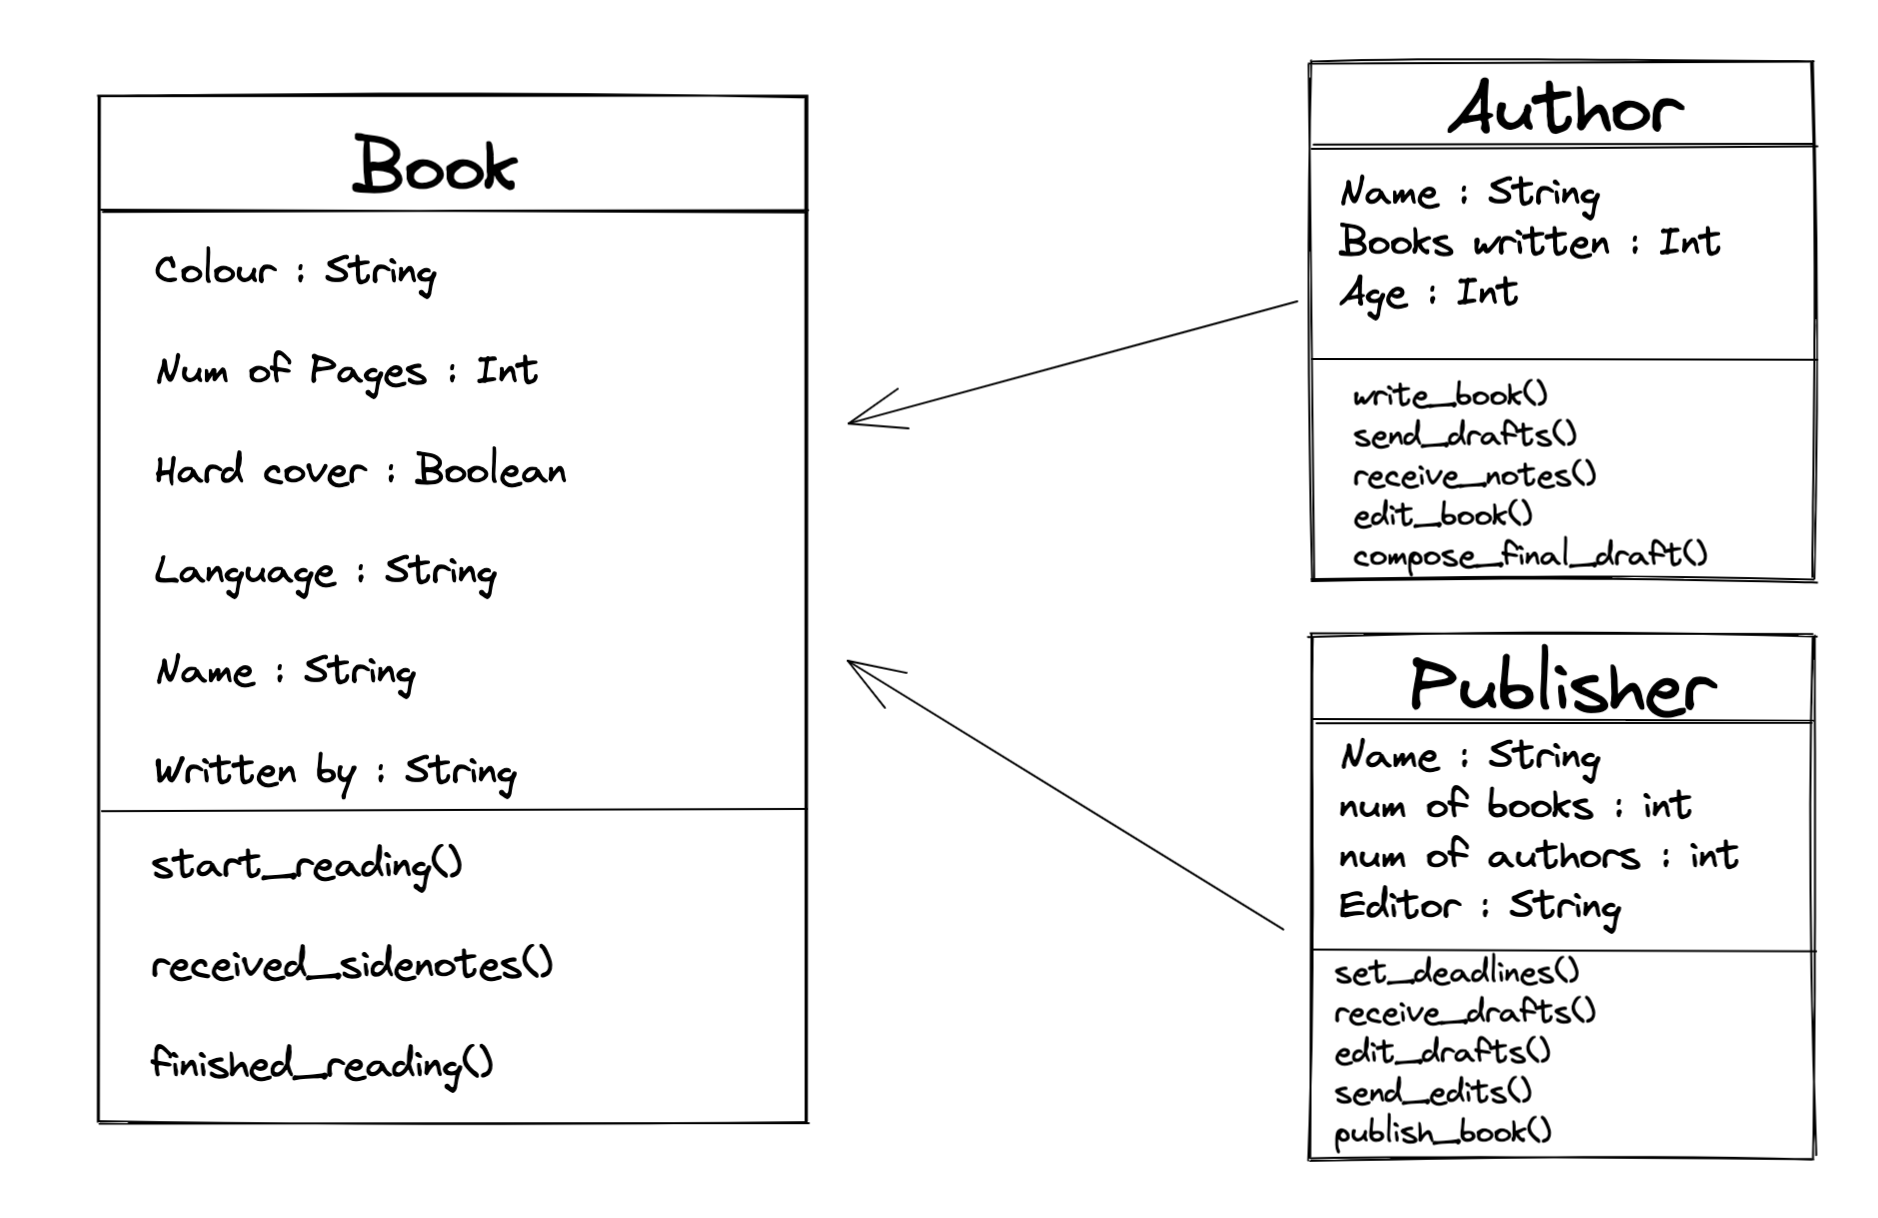 Book
Colour : String
Num of Pages : Int
Hard cover : Boolean
Language : String
Name : String
Written by : String
start_reading()
received_sidenotes()
finished_reading()
Author
Name : String
Books written : Int
Age : Int
write_book()
send_drafts()
receive_notes()
edit_book()
compose_final_draft()
Publisher
Name : String
num of books : int
num of authors : int
Editor : String
set_deadlines()
receive_drafts()
edit_drafts()
send_edits()
publish_book()